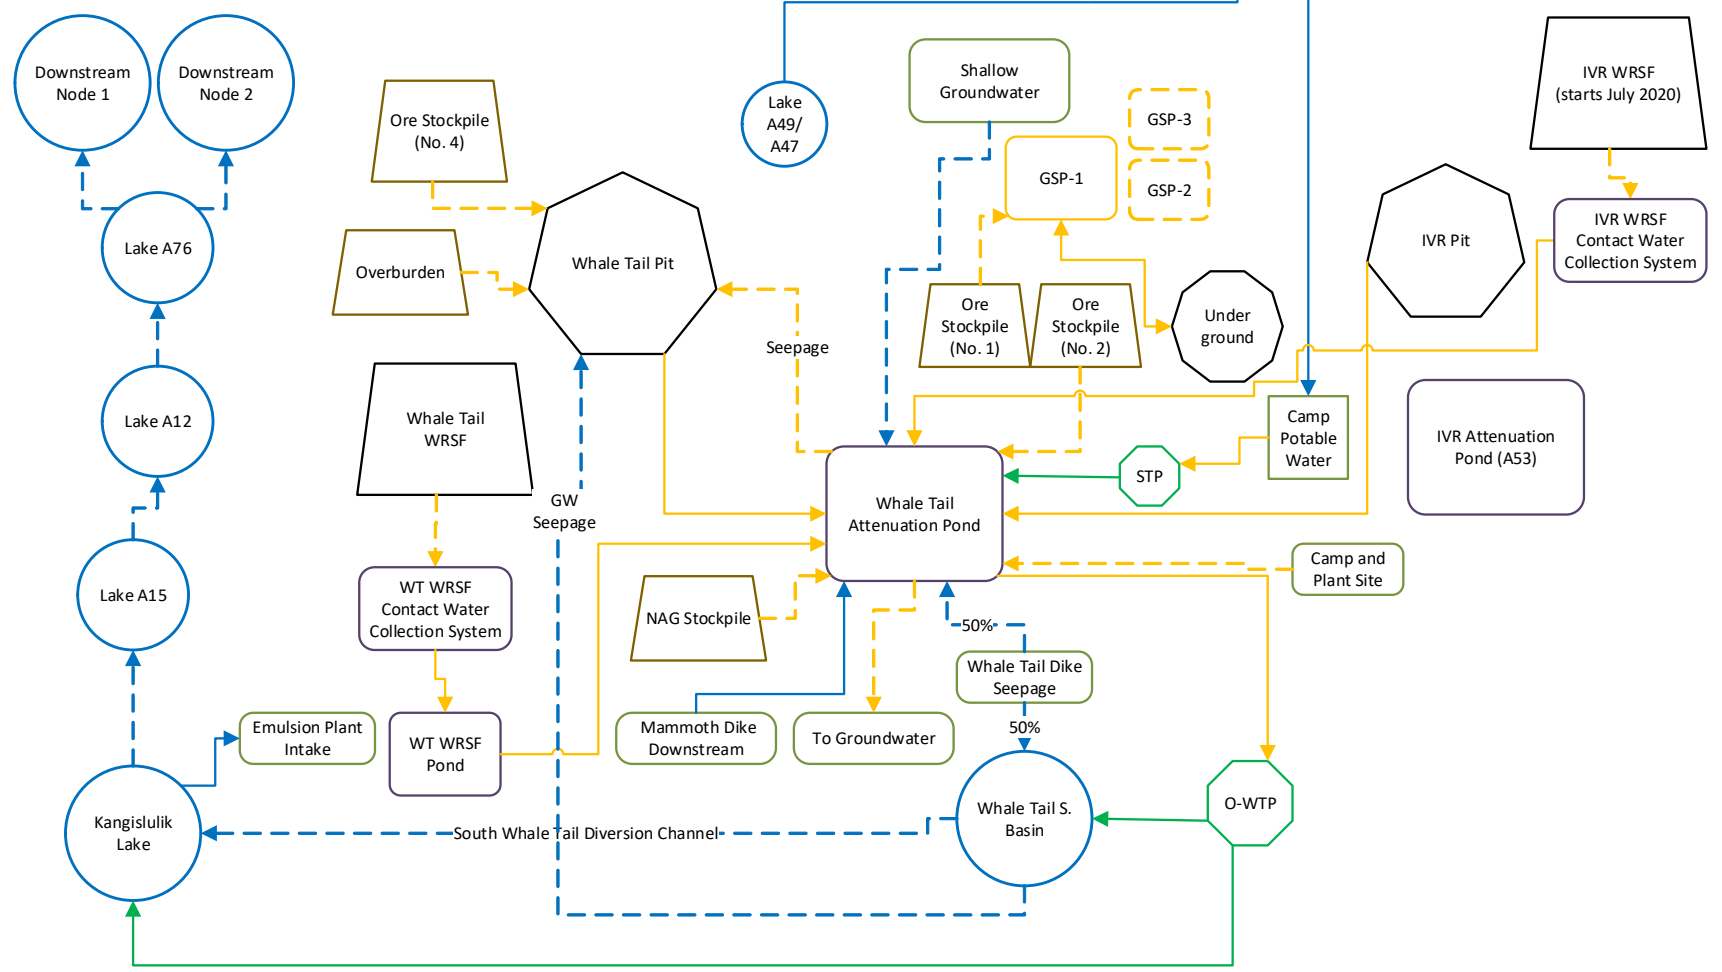 Downstream
Node 1
Downstream
Node 2
Lake A76
Lake A12
Lake A15
Kangislulik
Lake
Emulsion Plant
Intake
Ore Stockpile
(No. 4)
Overburden
Whale Tail
WRSF
WT WRSF
Contact Water
Collection System
WT WRSF
Pond
Whale Tail Pit
GW
Seepage
Seepage
NAG Stockpile
Mammoth Dike
Downstream
To Groundwater
South Whale Tail Diversion Channel
Lake
A49/
A47
Shallow
Groundwater
GSP-1
GSP-3
GSP-2
Ore
Stockpile
(No. 1)
Ore
Stockpile
(No. 2)
Under
ground
Whale Tail
Attenuation Pond
STP
Camp
Potable
Water
50%
Whale Tail Dike
Seepage
50%
Whale Tail S.
Basin
O-WTP
Camp and
Plant Site
IVR WRSF
(starts July 2020)
IVR WRSF
Contact Water
Collection System
IVR Pit
IVR Attenuation
Pond (A53)